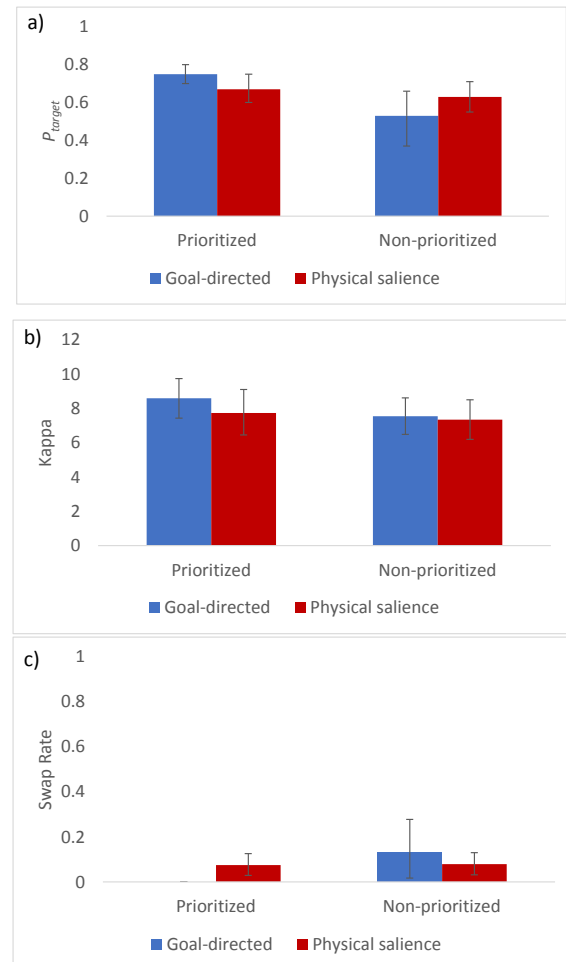 a)
1
0.8
0.6
0.4
0.2
0
P_target
Prioritized Non-prioritized
Goal-directed Physical salience
b)
12
10
8
6
4
2
0
Kappa
Prioritized Non-prioritized
Goal-directed Physical salience
c)
1
0.8
0.6
0.4
0.2
0
Swap Rate
Prioritized Non-prioritized
Goal-directed Physical salience